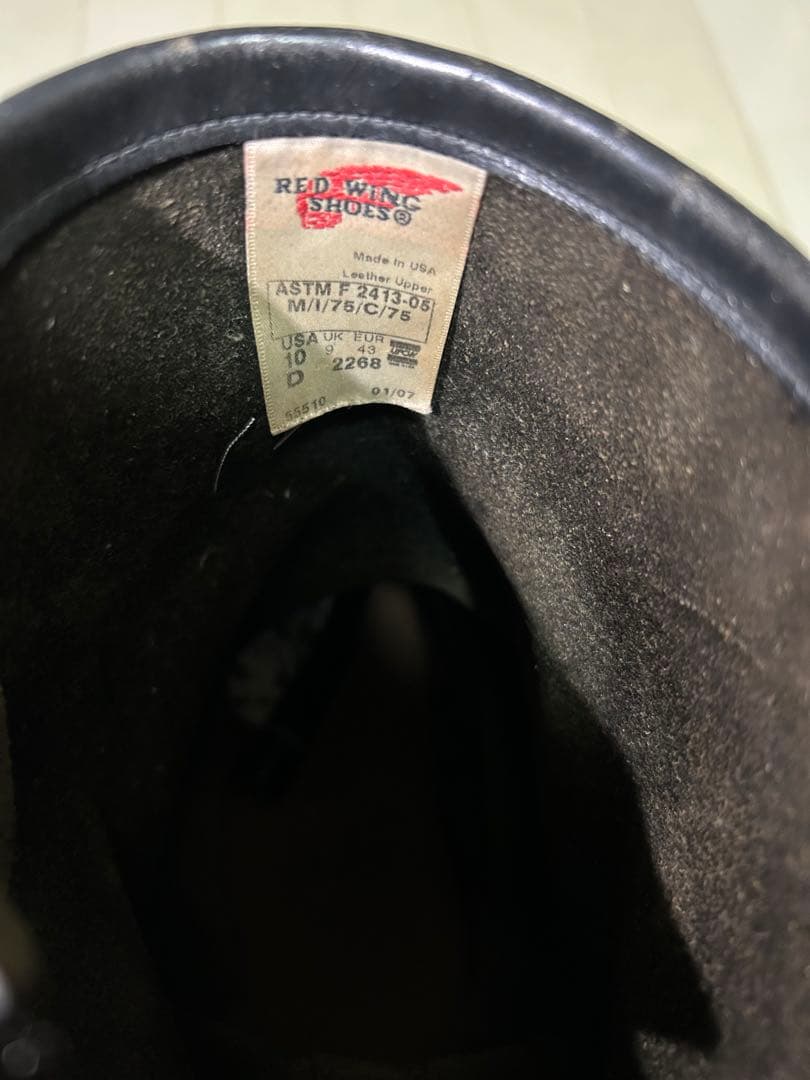 RED WING
SHOES®
Made in USA
Leather Upper
ASTM F 2413-05
M/I/75/C/75
USA UK EUR
10 9 43
D 2268
55510 01/07